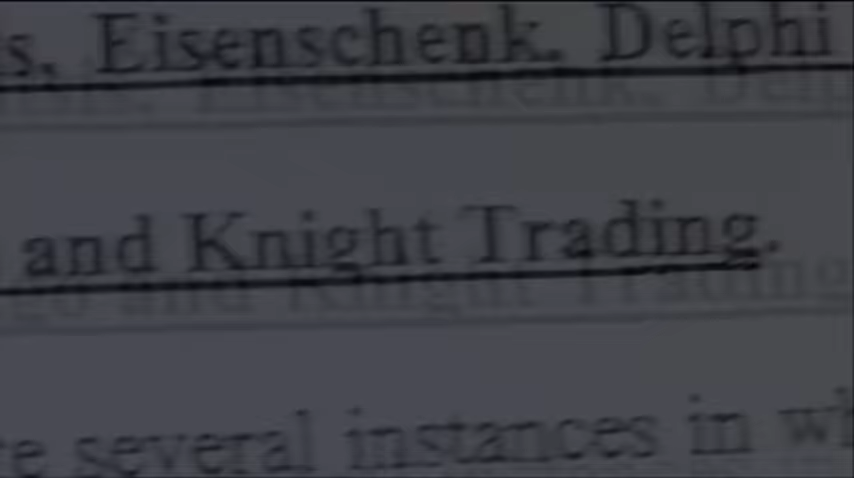 Eisenschenk, Delphi
and Knight Trading.
several instances in